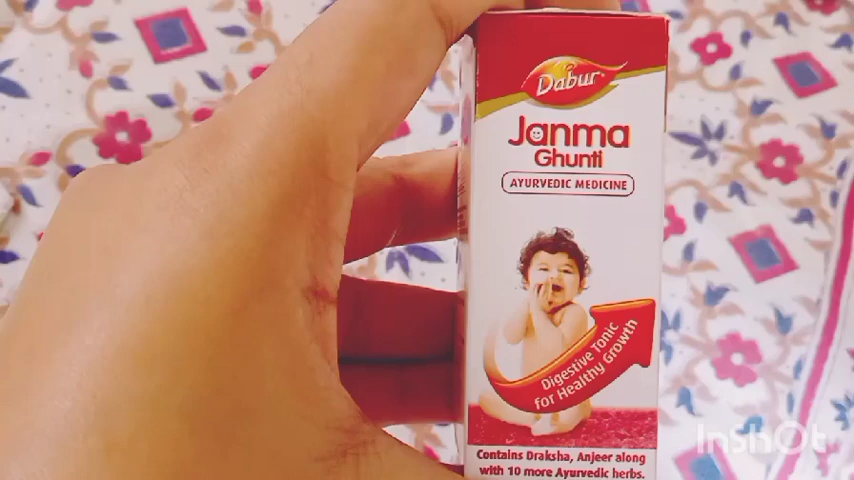 Dabur
Janma
Ghunti
AYURVEDIC MEDICINE
Digestive Tonic
for Healthy Growth
Contains Draksha, Anjeer along
with 10 more Ayurvedic herbs.
InShOt